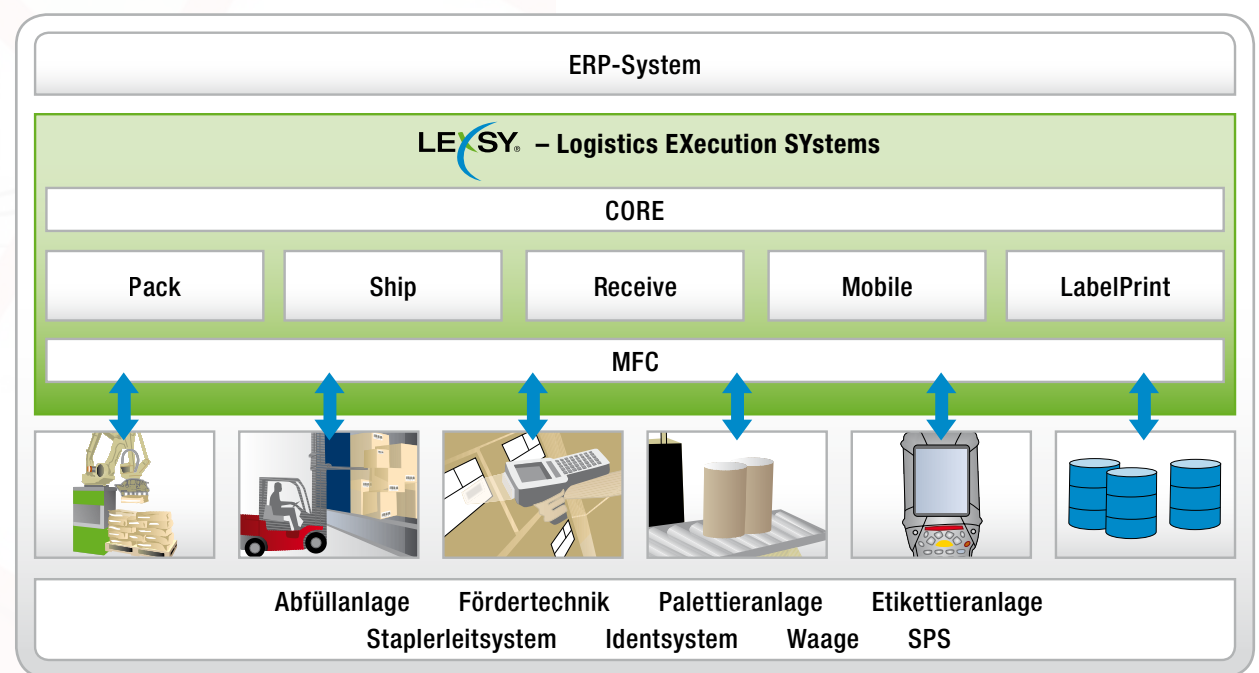 ERP-System
LEXSY® – Logistics EXecution SYstems
CORE
Pack Ship Receive Mobile LabelPrint
MFC
Abfüllanlage Fördertechnik Palettieranlage Etikettieranlage
Staplerleitsystem Identsystem Waage SPS